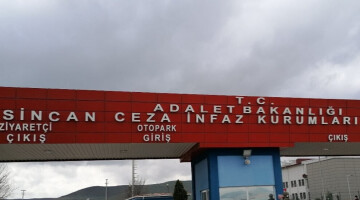 T.C.
ADALET BAKANLIĞI
SİNCAN CEZA İNFAZ KURUMLARI
ZİYARETÇİ
ÇIKIŞ
OTOPARK
GİRİŞ
ÇIKIŞ